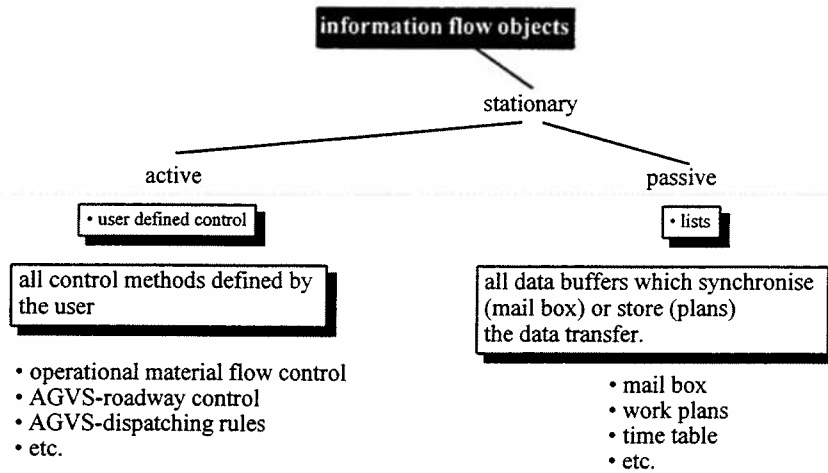 information flow objects
stationary
active
passive
• user defined control
• lists
all control methods defined by
the user
all data buffers which synchronise
(mail box) or store (plans)
the data transfer.
• operational material flow control
• AGVS-roadway control
• AGVS-dispatching rules
• etc.
• mail box
• work plans
• time table
• etc.